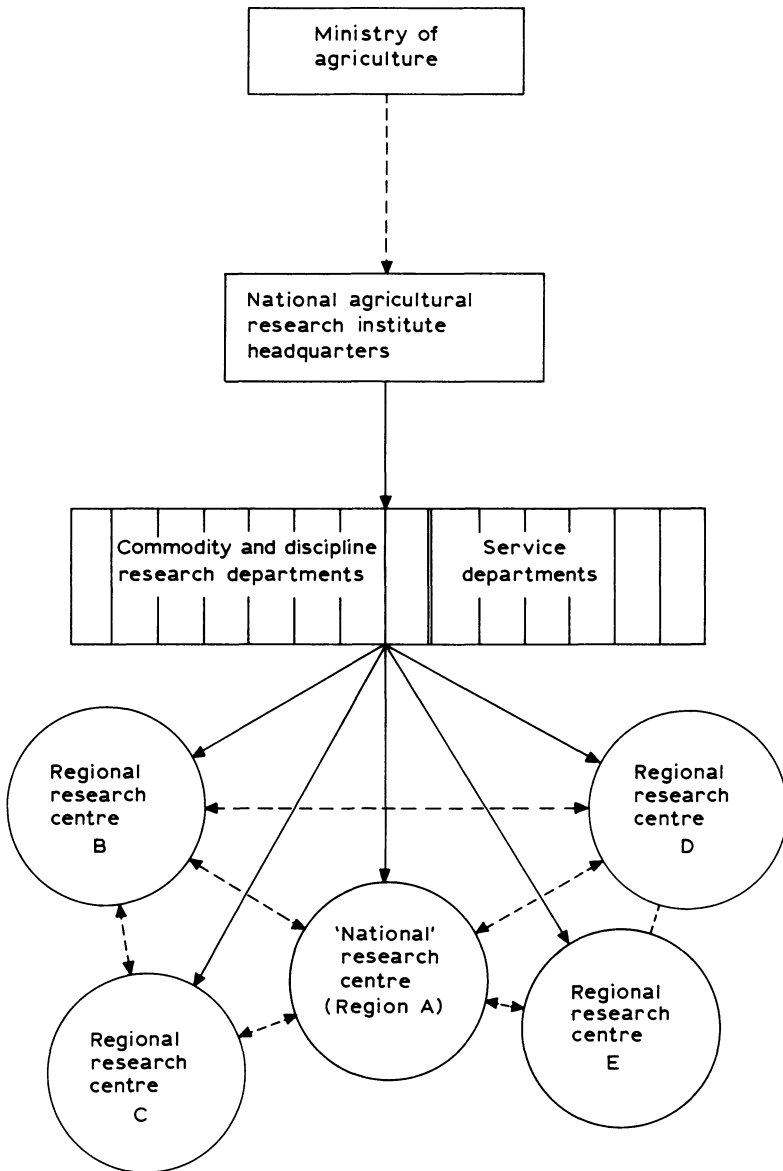 Ministry of
agriculture
National agricultural
research institute
headquarters
Commodity and discipline
research departments
Service
departments
Regional
research
centre
B
Regional
research
centre
D
'National'
research
centre
(Region A)
Regional
research
centre
C
Regional
research
centre
E